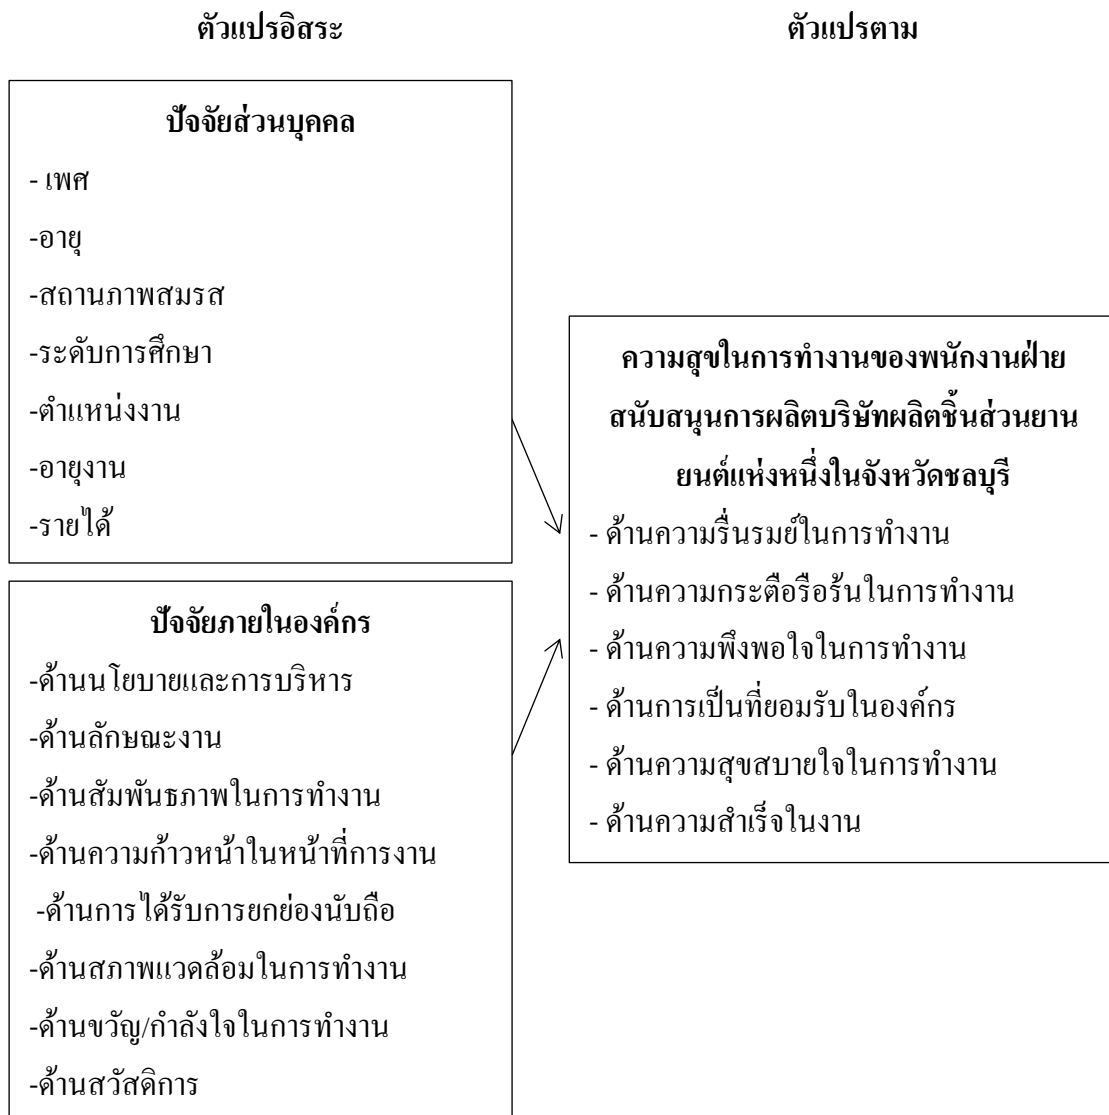 ตัวแปรอิสระ
ตัวแปรตาม
ปัจจัยส่วนบุคคล
- เพศ
-อายุ
-สถานภาพสมรส
-ระดับการศึกษา
-ตำแหน่งงาน
-อายุงาน
-รายได้
ปัจจัยภายในองค์กร
-ด้านนโยบายและการบริหาร
-ด้านลักษณะงาน
-ด้านสัมพันธภาพในการทำงาน
-ด้านความก้าวหน้าในหน้าที่การงาน
-ด้านการได้รับการยกย่องนับถือ
-ด้านสภาพแวดล้อมในการทำงาน
-ด้านขวัญ/กำลังใจในการทำงาน
-ด้านสวัสดิการ
ความสุขในการทำงานของพนักงานฝ่าย
สนับสนุนการผลิตบริษัทผลิตชิ้นส่วนยาน
ยนต์แห่งหนึ่งในจังหวัดชลบุรี
- ด้านความรื่นรมย์ในการทำงาน
- ด้านความกระตือรือร้นในการทำงาน
- ด้านความพึงพอใจในการทำงาน
- ด้านการเป็นที่ยอมรับในองค์กร
- ด้านความสุขสบายใจในการทำงาน
- ด้านความสำเร็จในงาน